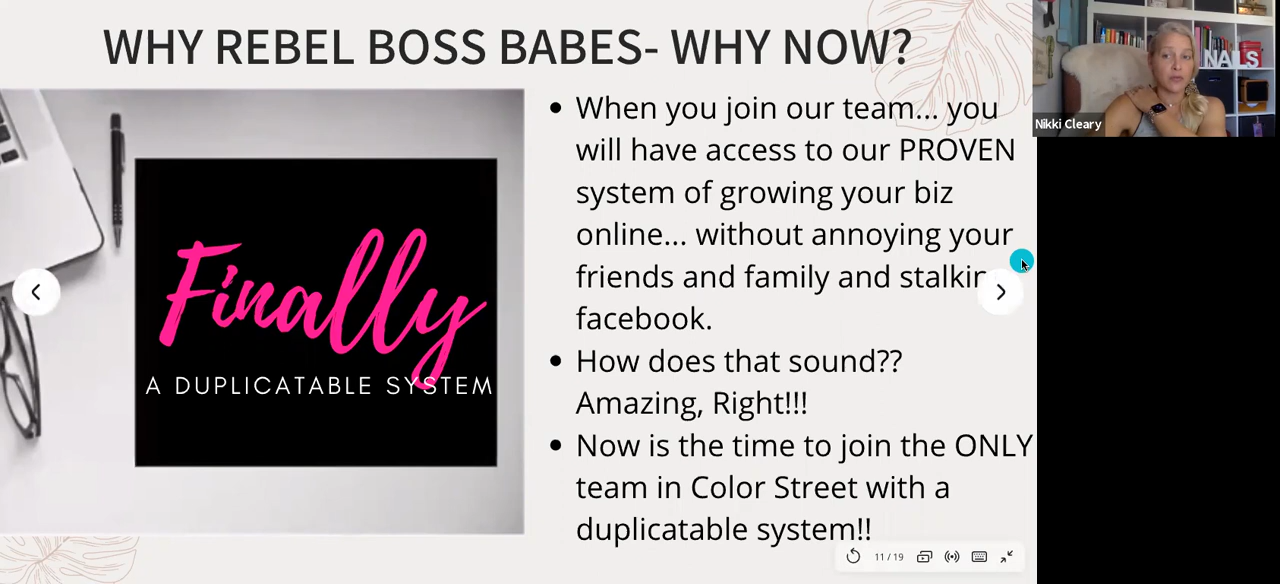 WHY REBEL BOSS BABES- WHY NOW?
Finally
A DUPLICATABLE SYSTEM
When you join our team... you
will have access to our PROVEN
system of growing your biz
online... without annoying your
friends and family and
facebook.
How does that sound??
Amazing, Right!!!
Now is the time to join the ONLY
team in Color Street with a
duplicatable system!!
11 / 19
NAILS
Nikki Cleary